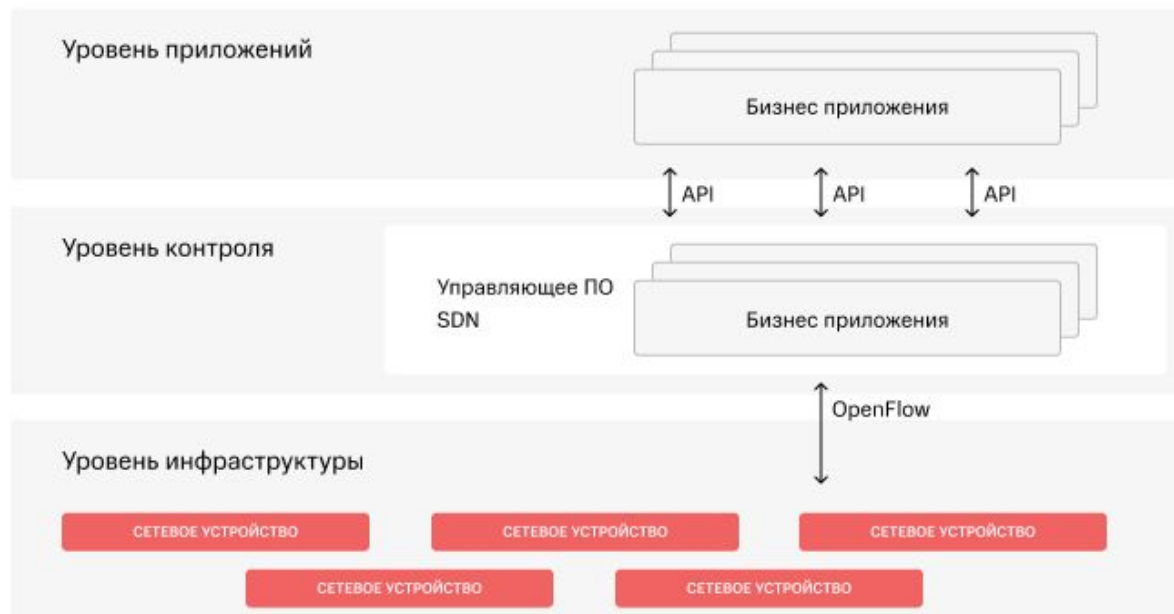 Уровень приложений
Бизнес приложения
API
API
API
Уровень контроля
Управляющее ПО
SDN
Бизнес приложения
OpenFlow
Уровень инфраструктуры
СЕТЕВОЕ УСТРОЙСТВО
СЕТЕВОЕ УСТРОЙСТВО
СЕТЕВОЕ УСТРОЙСТВО
СЕТЕВОЕ УСТРОЙСТВО
СЕТЕВОЕ УСТРОЙСТВО